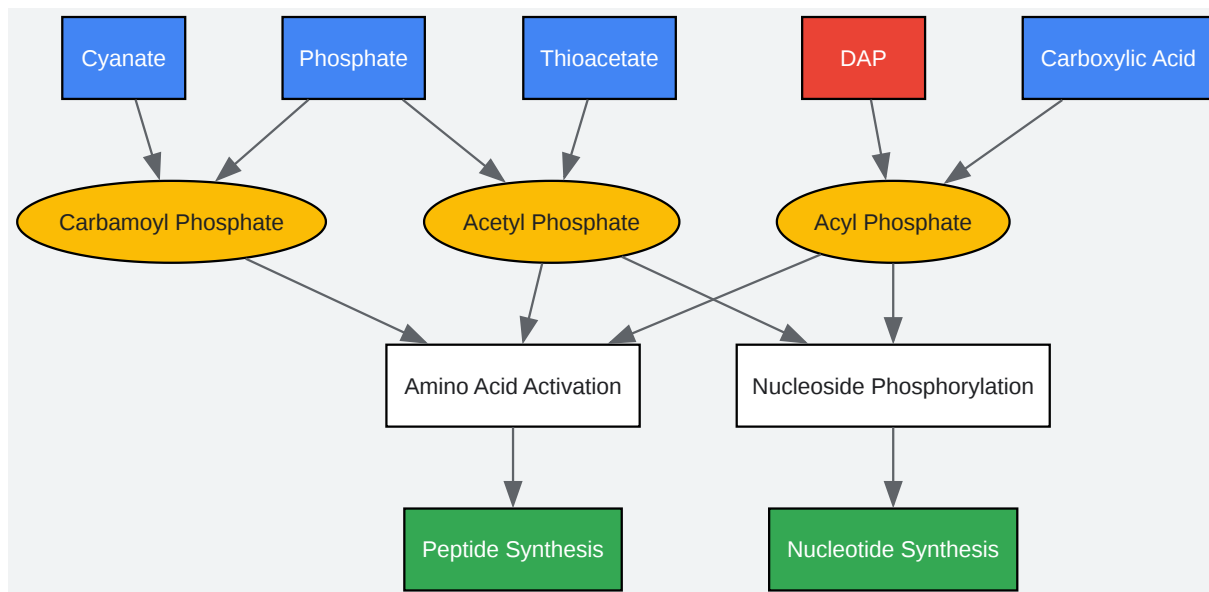 Cyanate
Phosphate
Thioacetate
DAP
Carboxylic Acid
Carbamoyl Phosphate
Acetyl Phosphate
Acyl Phosphate
Amino Acid Activation
Nucleoside Phosphorylation
Peptide Synthesis
Nucleotide Synthesis